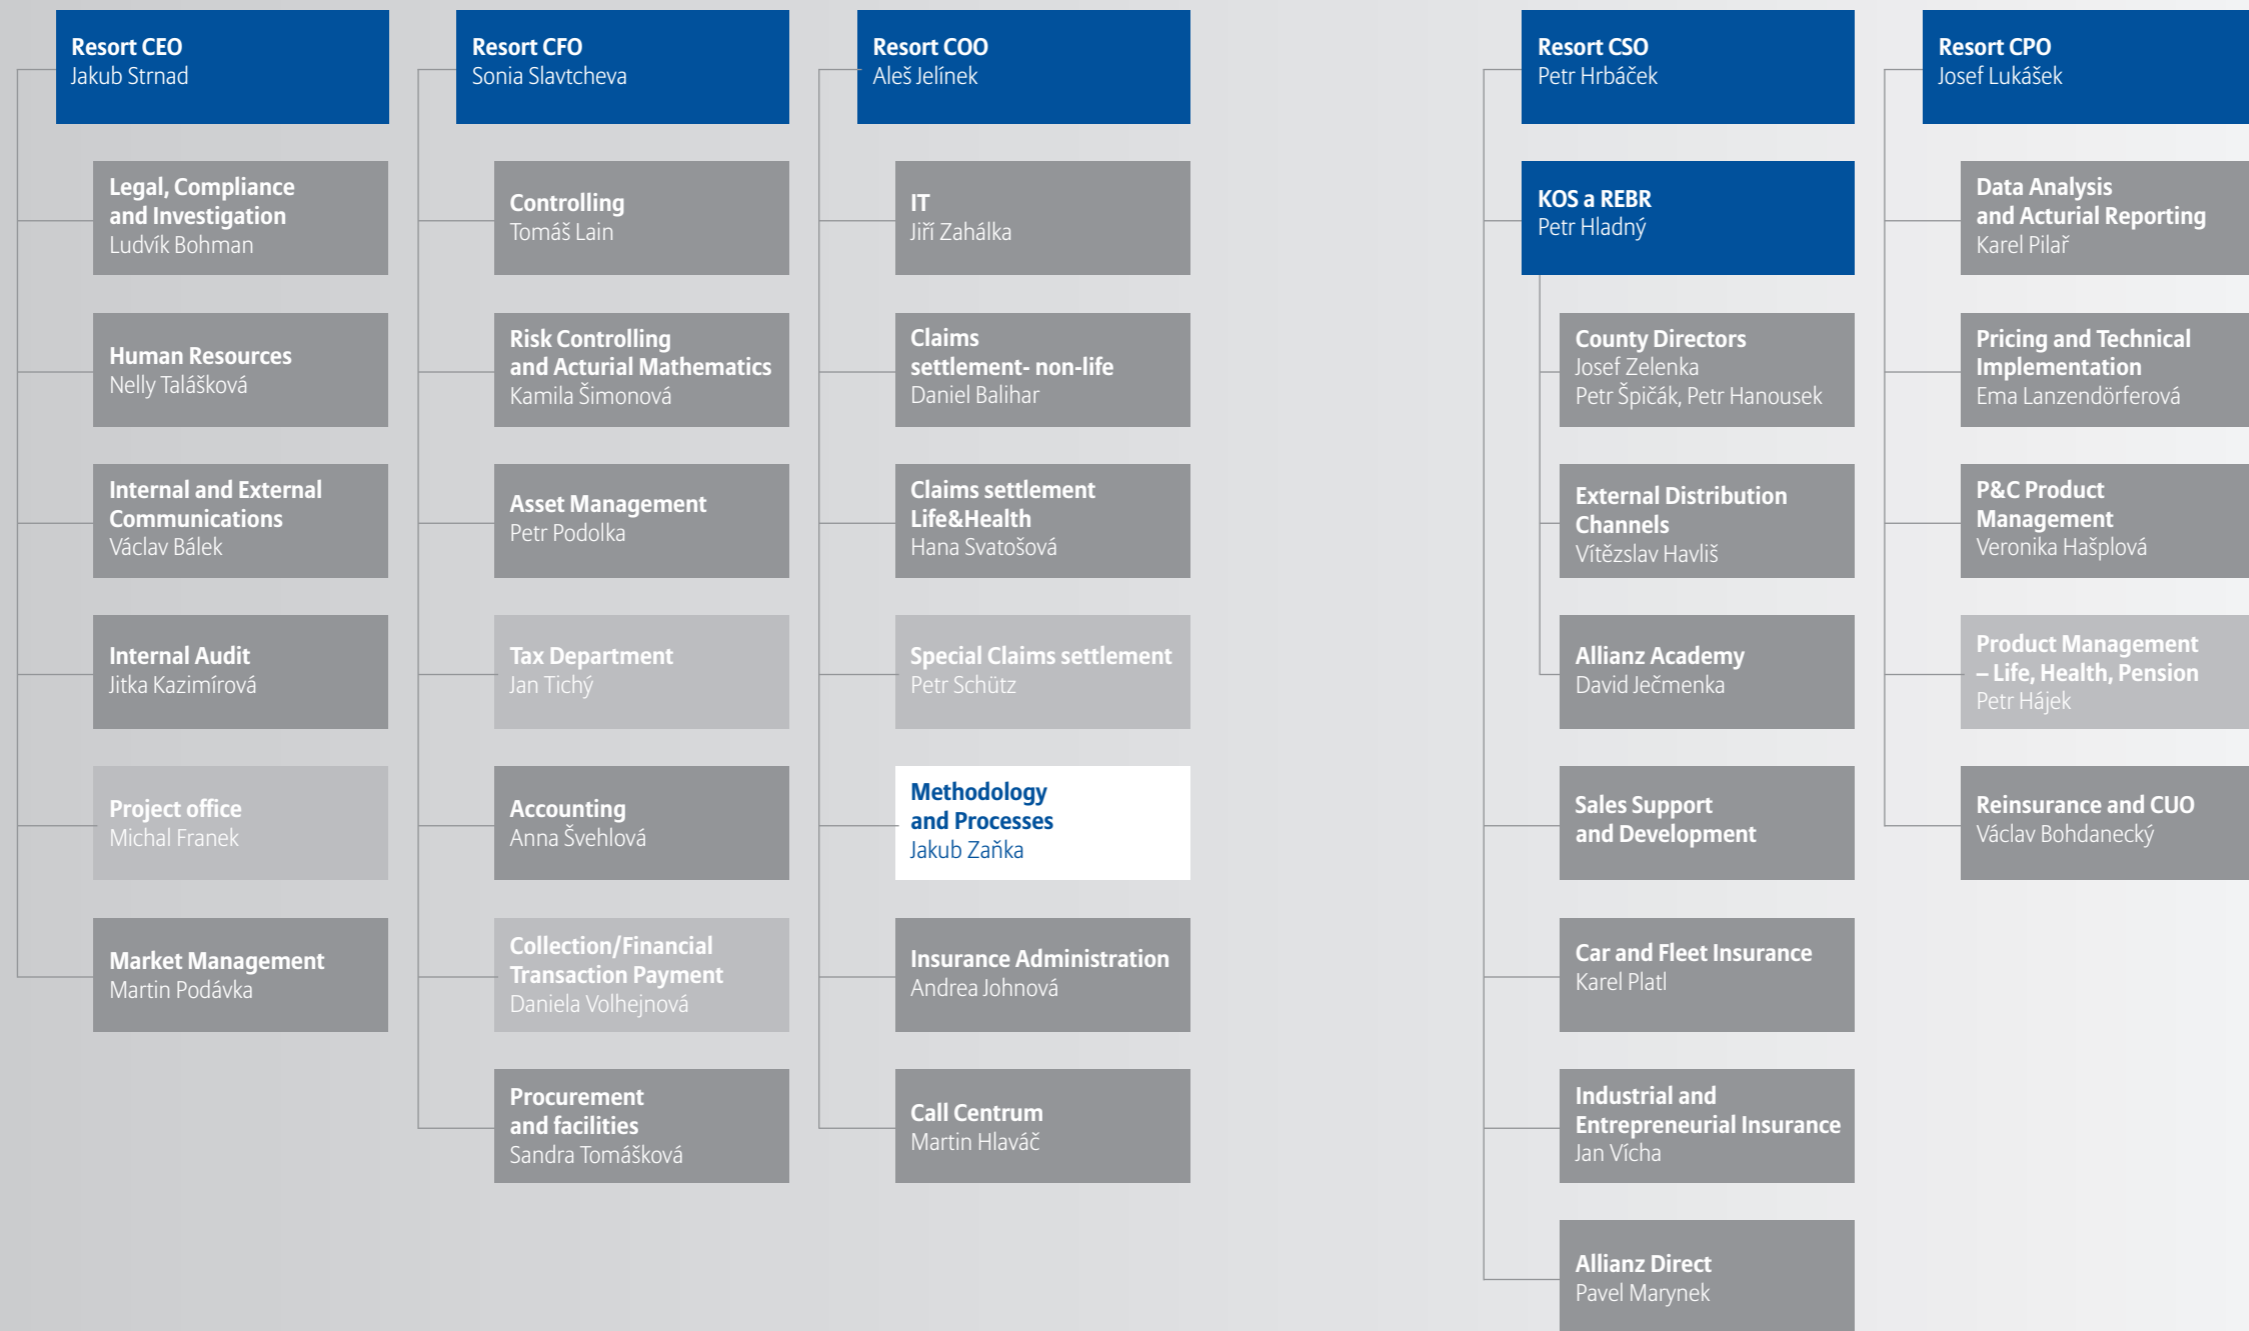 Resort CEO
Jakub Strnad
Legal, Compliance
and Investigation
Ludvík Bohman
Human Resources
Nelly Talášková
Internal and External
Communications
Václav Bálek
Internal Audit
Jitka Kazimírová
Project office
Michal Franek
Market Management
Martin Podávka
Resort CFO
Sonia Slavtcheva
Controlling
Tomáš Lain
Risk Controlling
and Acturial Mathematics
Kamila Šimonová
Asset Management
Petr Podolka
Tax Department
Jan Tichý
Accounting
Anna Švehlová
Collection/Financial
Transaction Payment
Daniela Volhejnová
Procurement
and facilities
Sandra Tomášková
Resort COO
Aleš Jelínek
IT
Jiří Zahálka
Claims
settlement- non-life
Daniel Balihar
Claims settlement
Life&Health
Hana Svatošová
Special Claims settlement
Petr Schütz
Methodology
and Processes
Jakub Zaňka
Insurance Administration
Andrea Johnová
Call Centrum
Martin Hlaváč
Resort CSO
Petr Hrbáček
KOS a REBR
Petr Hladný
County Directors
Josef Zelenka
Petr Špičák, Petr Hanousek
External Distribution
Channels
Vítězslav Havliš
Allianz Academy
David Ječmenka
Sales Support
and Development
Car and Fleet Insurance
Karel Platl
Industrial and
Entrepreneurial Insurance
Jan Vícha
Allianz Direct
Pavel Marynek
Resort CPO
Josef Lukášek
Data Analysis
and Acturial Reporting
Karel Pilař
Pricing and Technical
Implementation
Ema Lanzendörferová
P&C Product
Management
Veronika Hašplová
Product Management
– Life, Health, Pension
Petr Hájek
Reinsurance and CUO
Václav Bohdanecký